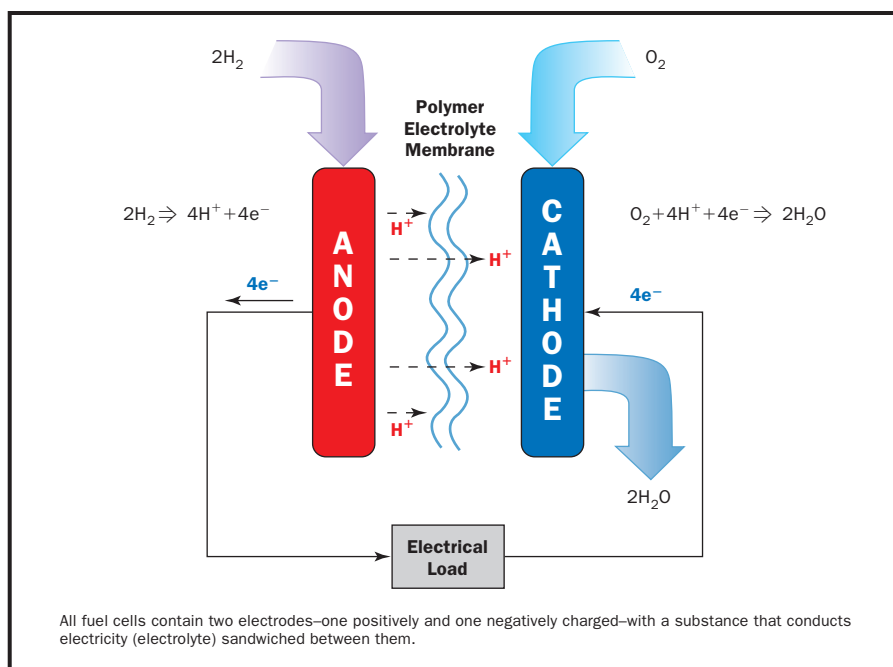 2H₂
O₂
Polymer
Electrolyte
Membrane
2H₂ ⇒ 4H⁺+4e⁻
O₂+4H⁺+4e⁻ ⇒ 2H₂O
ANODE
CATHODE
H⁺
H⁺
H⁺
H⁺
4e⁻
4e⁻
2H₂O
Electrical
Load
All fuel cells contain two electrodes–one positively and one negatively charged–with a substance that conducts
electricity (electrolyte) sandwiched between them.